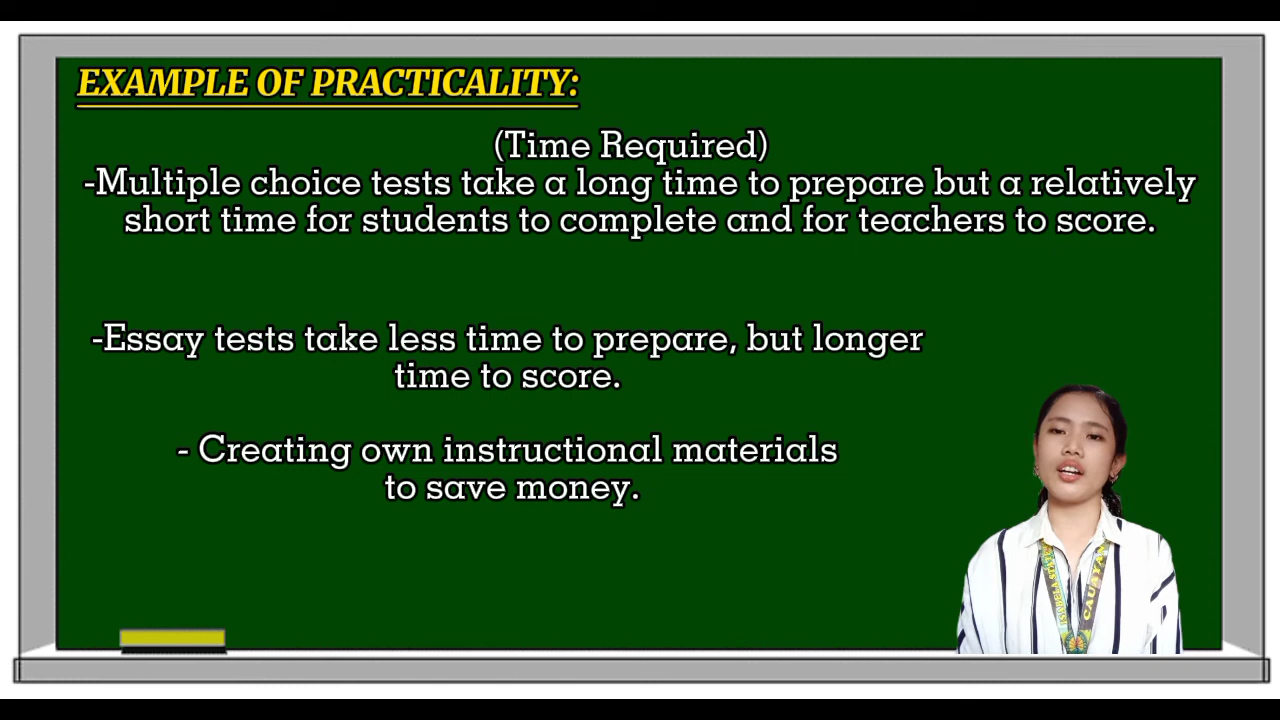 EXAMPLE OF PRACTICALITY:
(Time Required)
-Multiple choice tests take a long time to prepare but a relatively
short time for students to complete and for teachers to score.
-Essay tests take less time to prepare, but longer
time to score.
- Creating own instructional materials
to save money.
ISABELA
CAUAYA